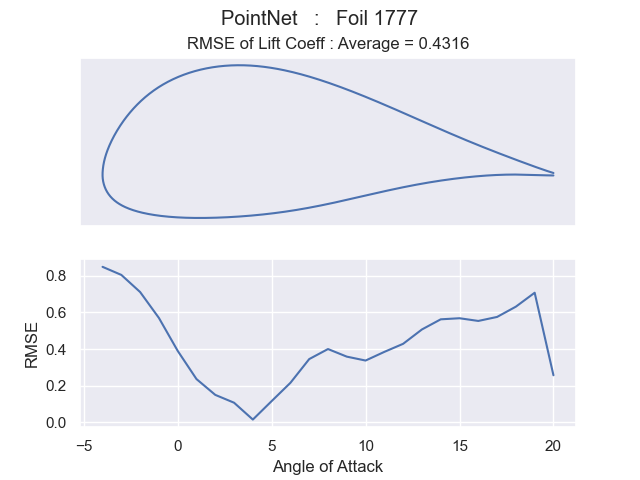 PointNet : Foil 1777
RMSE of Lift Coeff : Average = 0.4316
0.8
0.6
0.4
0.2
0.0
RMSE
−5 0 5 10 15 20
Angle of Attack